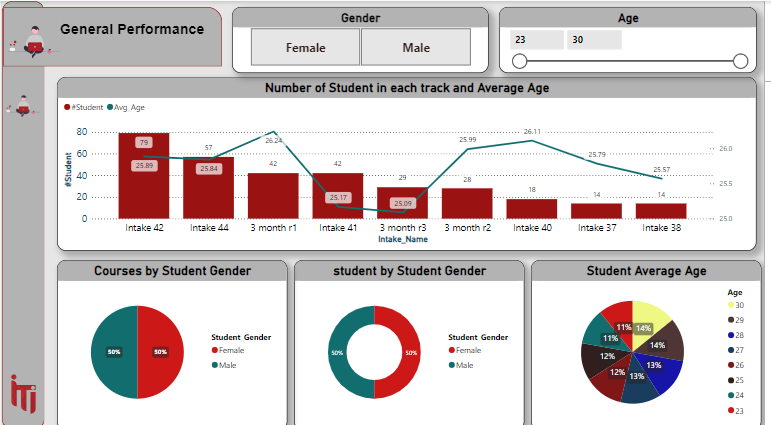 General Performance
Gender
Female
Male
Age
23
30
Number of Student in each track and Average Age
#Student
Avg Age
#Student
80
60
40
20
0
26.0
25.5
25.0
79
57
42
42
29
28
18
14
14
25.89
25.84
26.24
25.17
25.09
25.99
26.11
25.79
25.57
Intake 42
Intake 44
3 month r1
Intake 41
3 month r3
3 month r2
Intake 40
Intake 37
Intake 38
Intake_Name
Courses by Student Gender
50%
50%
Student Gender
Female
Male
student by Student Gender
50%
50%
Student Gender
Female
Male
Student Average Age
14%
14%
13%
13%
12%
12%
11%
11%
Age
30
29
28
27
26
25
24
23
iTi